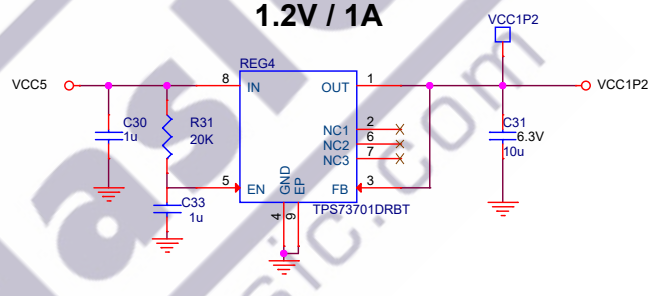 1.2V / 1A
VCC1P2
REG4
VCC5
8
IN
OUT
1
VCC1P2
C30
1u
R31
20K
NC1
2
NC2
6
NC3
7
C31
6.3V
10u
5
EN
GND
EP
FB
3
C33
1u
4
9
TPS73701DRBT